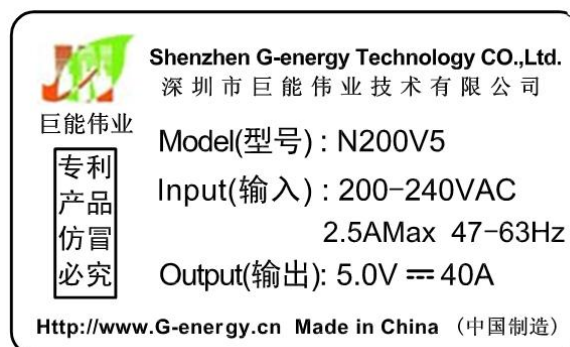 Shenzhen G-energy Technology CO.,Ltd.
深圳市巨能伟业技术有限公司
巨能伟业
专利
产品
仿冒
必究
Model(型号) : N200V5
Input(输入) : 200-240VAC
2.5AMax 47-63Hz
Output(输出): 5.0V ⎓ 40A
Http://www.G-energy.cn Made in China (中国制造)